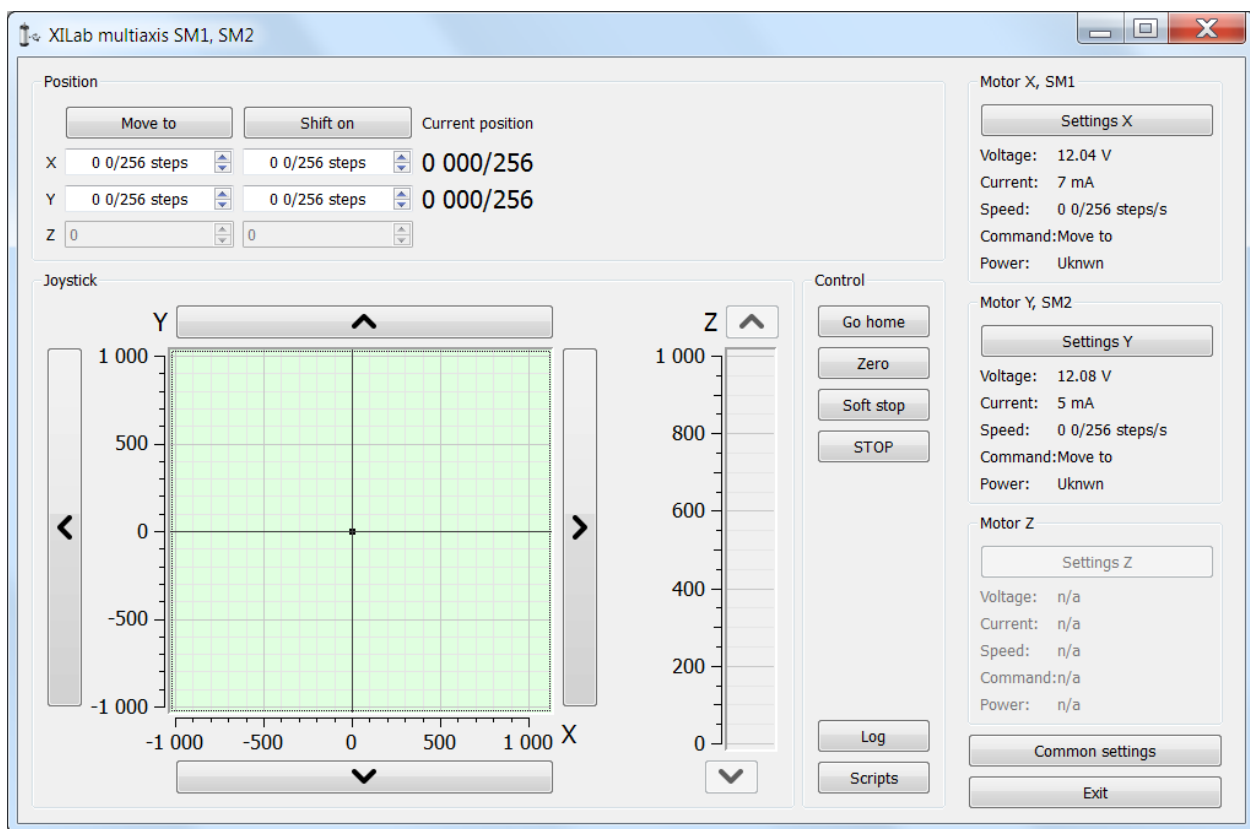 XILab multiaxis SM1, SM2
Position
Move to Shift on Current position
X 0 0/256 steps 0 0/256 steps 0 000/256
Y 0 0/256 steps 0 0/256 steps 0 000/256
Z 0 0
Joystick
Y
1 000
500
0
-500
-1 000
-1 000 -500 0 500 1 000 X
Z
1 000
800
600
400
200
0
Control
Go home
Zero
Soft stop
STOP
Log
Scripts
Motor X, SM1
Settings X
Voltage: 12.04 V
Current: 7 mA
Speed: 0 0/256 steps/s
Command:Move to
Power: Uknwn
Motor Y, SM2
Settings Y
Voltage: 12.08 V
Current: 5 mA
Speed: 0 0/256 steps/s
Command:Move to
Power: Uknwn
Motor Z
Settings Z
Voltage: n/a
Current: n/a
Speed: n/a
Command:n/a
Power: n/a
Common settings
Exit